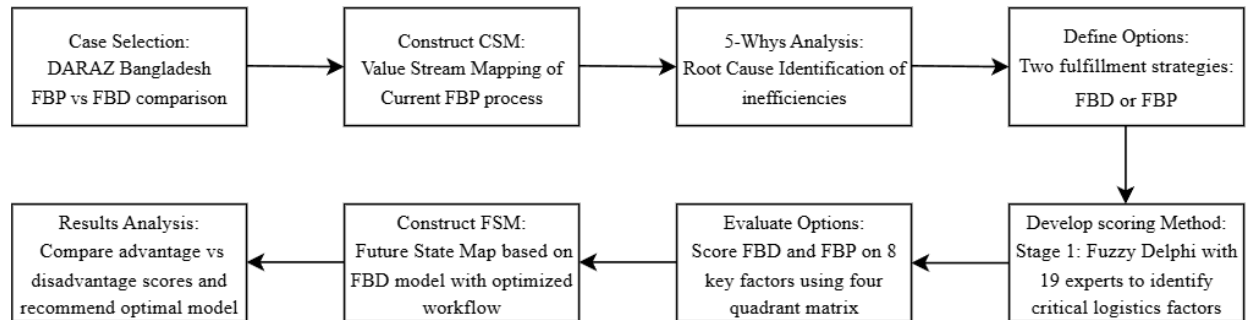 Case Selection:
DARAZ Bangladesh
FBP vs FBD comparison
Construct CSM:
Value Stream Mapping of
Current FBP process
5-Whys Analysis:
Root Cause Identification of
inefficiencies
Define Options:
Two fulfillment strategies:
FBD or FBP
Develop scoring Method:
Stage 1: Fuzzy Delphi with
19 experts to identify
critical logistics factors
Evaluate Options:
Score FBD and FBP on 8
key factors using four
quadrant matrix
Construct FSM:
Future State Map based on
FBD model with optimized
workflow
Results Analysis:
Compare advantage vs
disadvantage scores and
recommend optimal model